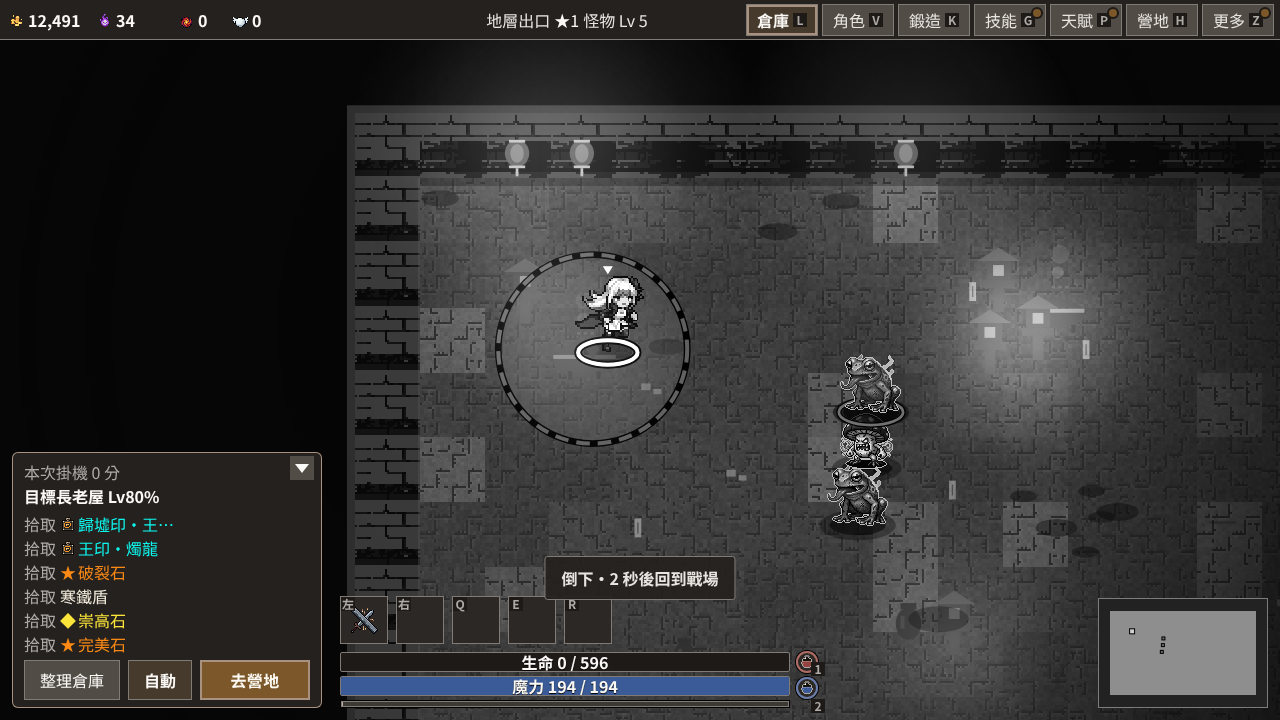 12,491 34 0 0 地層出口 ★1 怪物 Lv 5 倉庫 L 角色 V 鍛造 K 技能 G 天賦 P 營地 H 更多 Z
本次掛機 0 分
目標長老屋 Lv80%
拾取 歸墟印・王…
拾取 王印・燭龍
拾取 ★破裂石
拾取 寒鐵盾
拾取 ◆崇高石
拾取 ★完美石
整理倉庫 自動 去營地
倒下・2 秒後回到戰場
左 右 Q E R
生命 0 / 596 1
魔力 194 / 194 2